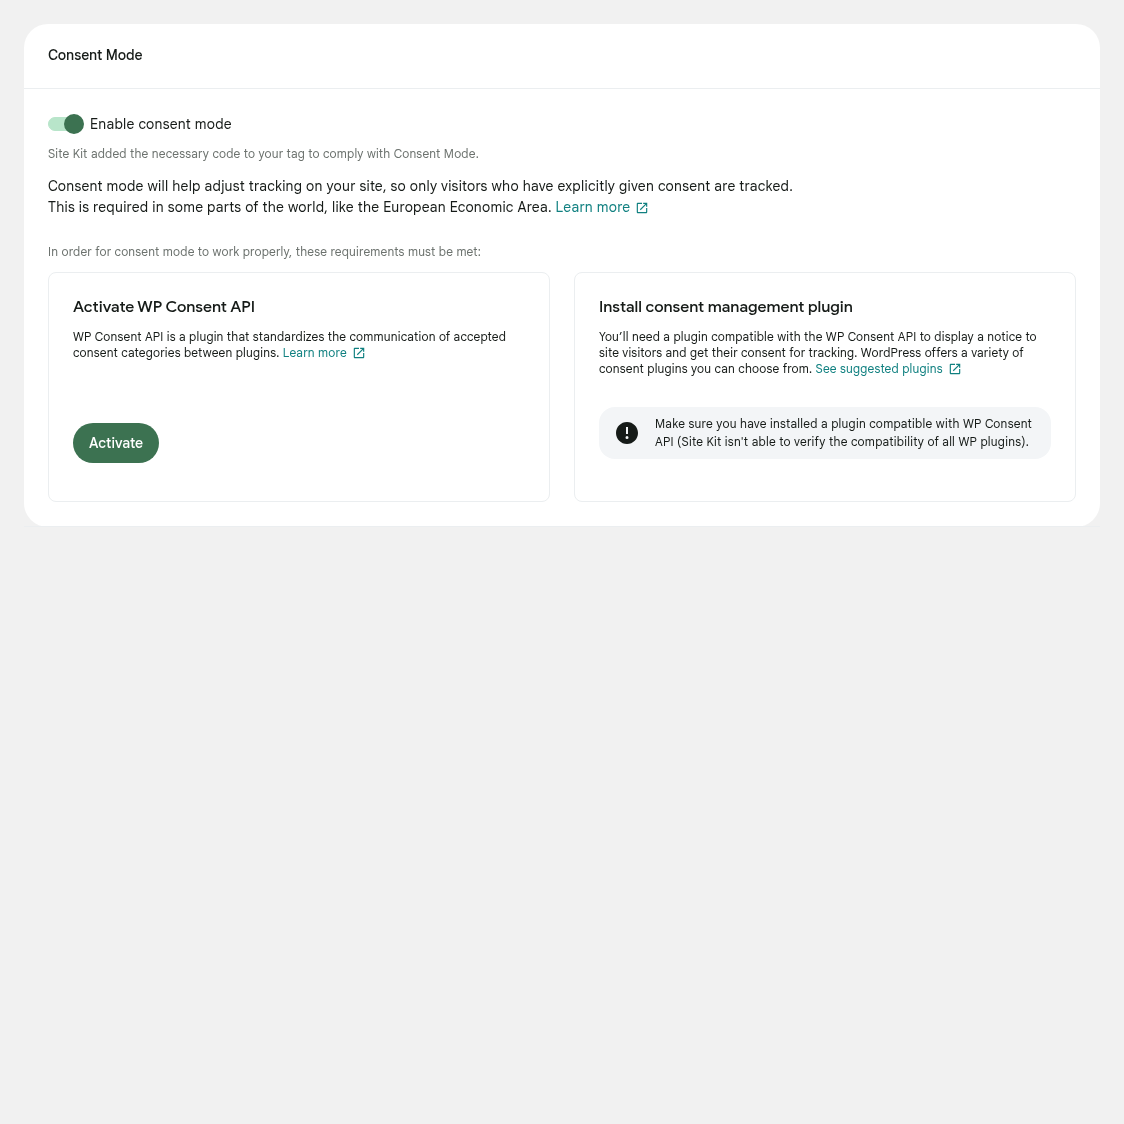 Consent Mode
Enable consent mode
Site Kit added the necessary code to your tag to comply with Consent Mode.
Consent mode will help adjust tracking on your site, so only visitors who have explicitly given consent are tracked.
This is required in some parts of the world, like the European Economic Area. Learn more
In order for consent mode to work properly, these requirements must be met:
Activate WP Consent API
WP Consent API is a plugin that standardizes the communication of accepted
consent categories between plugins. Learn more
Activate
Install consent management plugin
You’ll need a plugin compatible with the WP Consent API to display a notice to
site visitors and get their consent for tracking. WordPress offers a variety of
consent plugins you can choose from. See suggested plugins
Make sure you have installed a plugin compatible with WP Consent
API (Site Kit isn't able to verify the compatibility of all WP plugins).